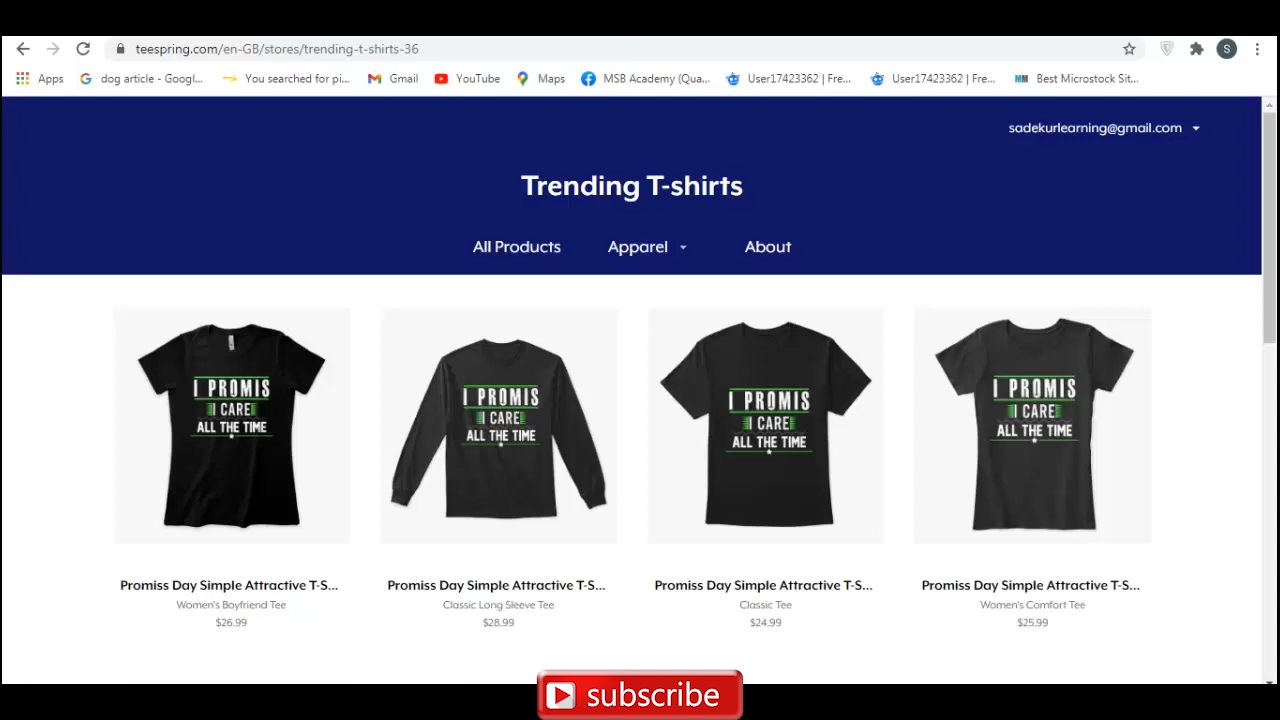 teespring.com/en-GB/stores/trending-t-shirts-36
S
Apps
dog article - Googl...
You searched for pi...
Gmail
YouTube
Maps
MSB Academy (Qua...
User17423362 | Fre...
User17423362 | Fre...
Best Microstock Sit...
sadekurlearning@gmail.com
Trending T-shirts
All Products
Apparel
About
I PROMIS
I CARE
ALL THE TIME
I PROMIS
I CARE
ALL THE TIME
I PROMIS
I CARE
ALL THE TIME
I PROMIS
I CARE
ALL THE TIME
Promiss Day Simple Attractive T-S...
Women's Boyfriend Tee
$26.99
Promiss Day Simple Attractive T-S...
Classic Long Sleeve Tee
$28.99
Promiss Day Simple Attractive T-S...
Classic Tee
$24.99
Promiss Day Simple Attractive T-S...
Women's Comfort Tee
$25.99
subscribe